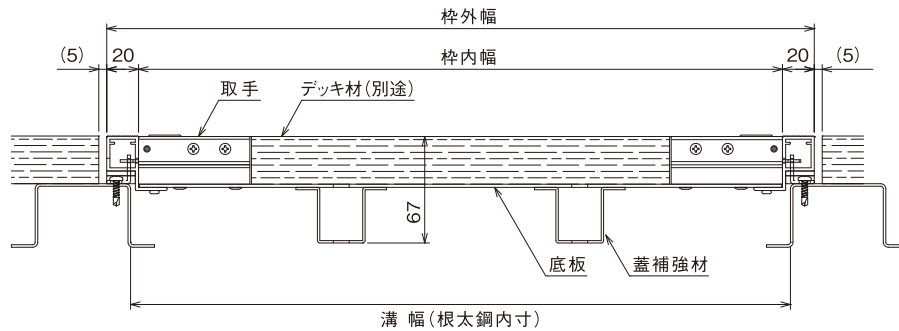 枠外幅
(5) 20 枠内幅 20 (5)
取手 デッキ材(別途)
67
底板 蓋補強材
溝 幅(根太鋼内寸)